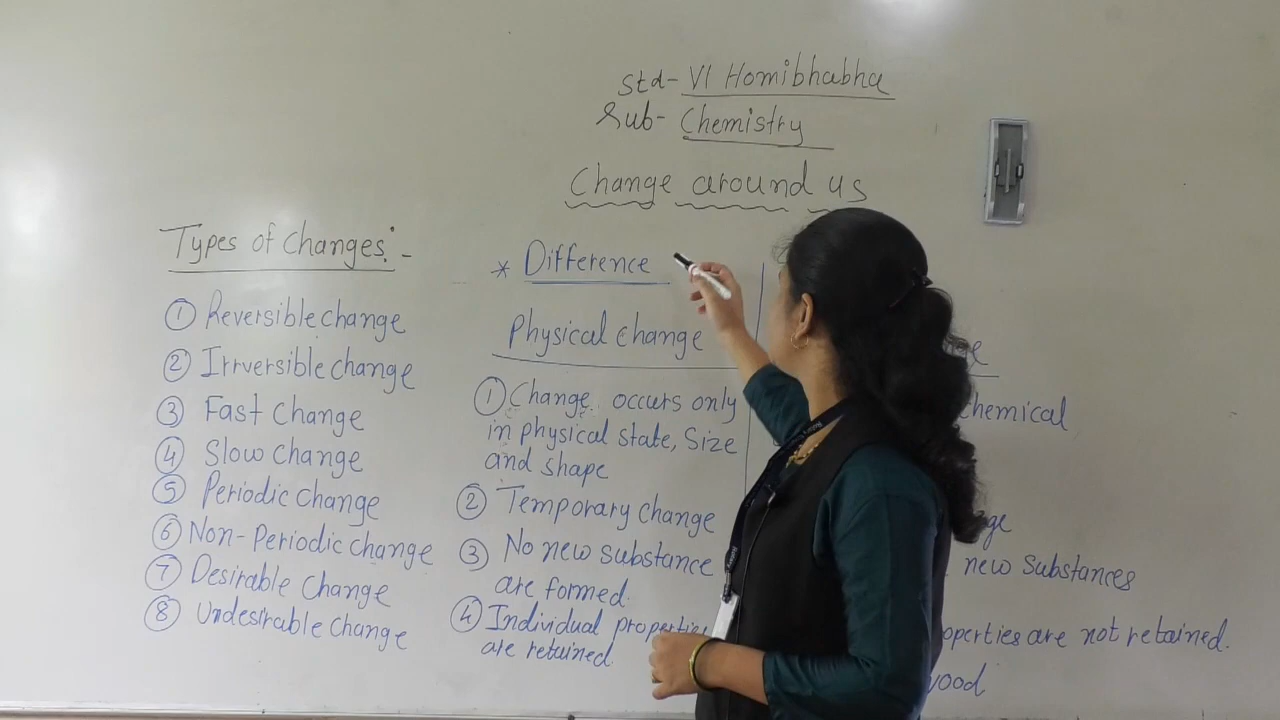 Std- VI Homibhabha
Sub- Chemistry
Change around us
Types of Changes:-
① Reversible change
② Irrversible change
③ Fast Change
④ Slow Change
⑤ Periodic Change
⑥ Non-Periodic change
⑦ Desirable Change
⑧ Undesirable Change
* Difference
Physical change
① Change occurs only
in physical state, Size
and shape
② Temporary change
③ No new substance
are formed.
④ Individual properties
are retained.
chemical
new substances
are not retained.